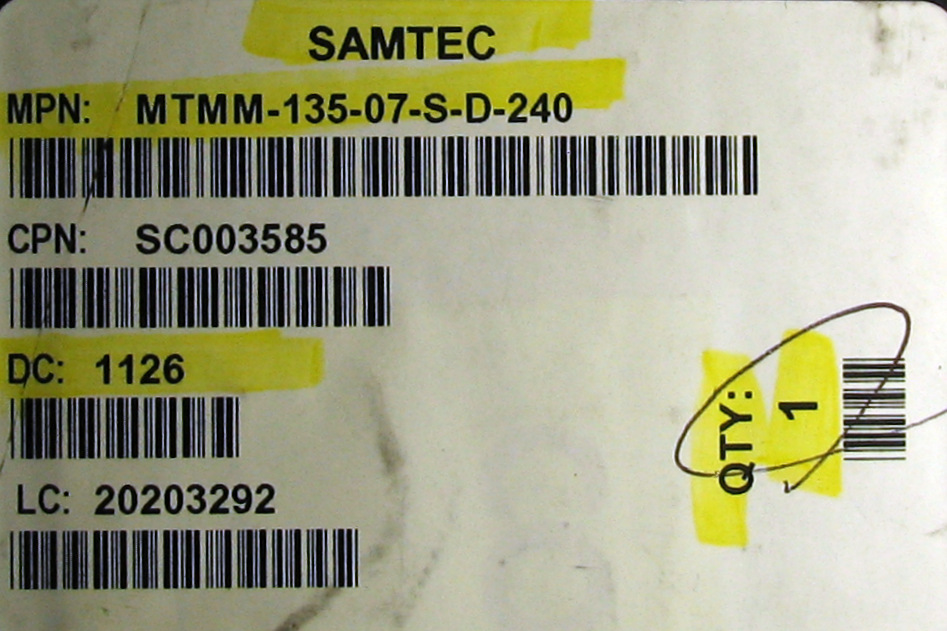 SAMTEC
MPN: MTMM-135-07-S-D-240
CPN: SC003585
DC: 1126
LC: 20203292
QTY: 1